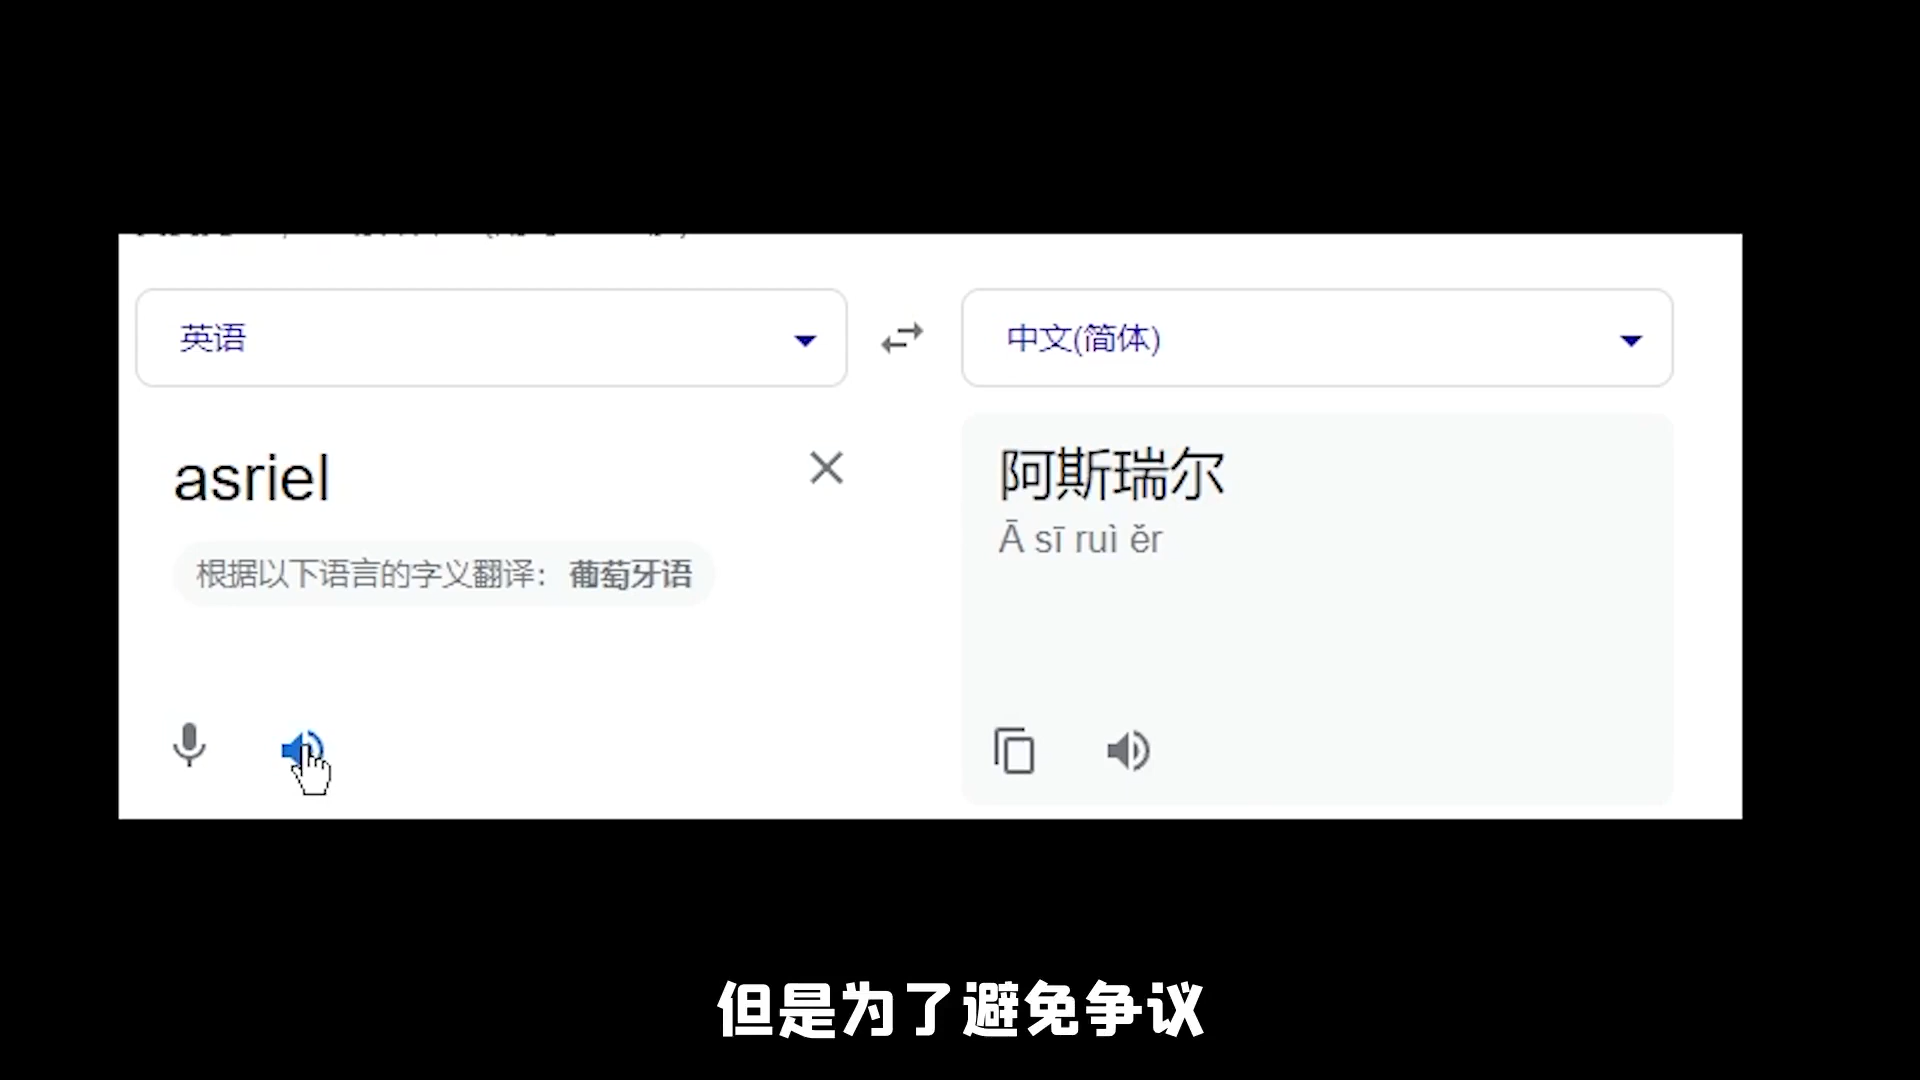 英语
中文(简体)
asriel
阿斯瑞尔
Ā sī ruì ěr
根据以下语言的字义翻译： 葡萄牙语
但是为了避免争议